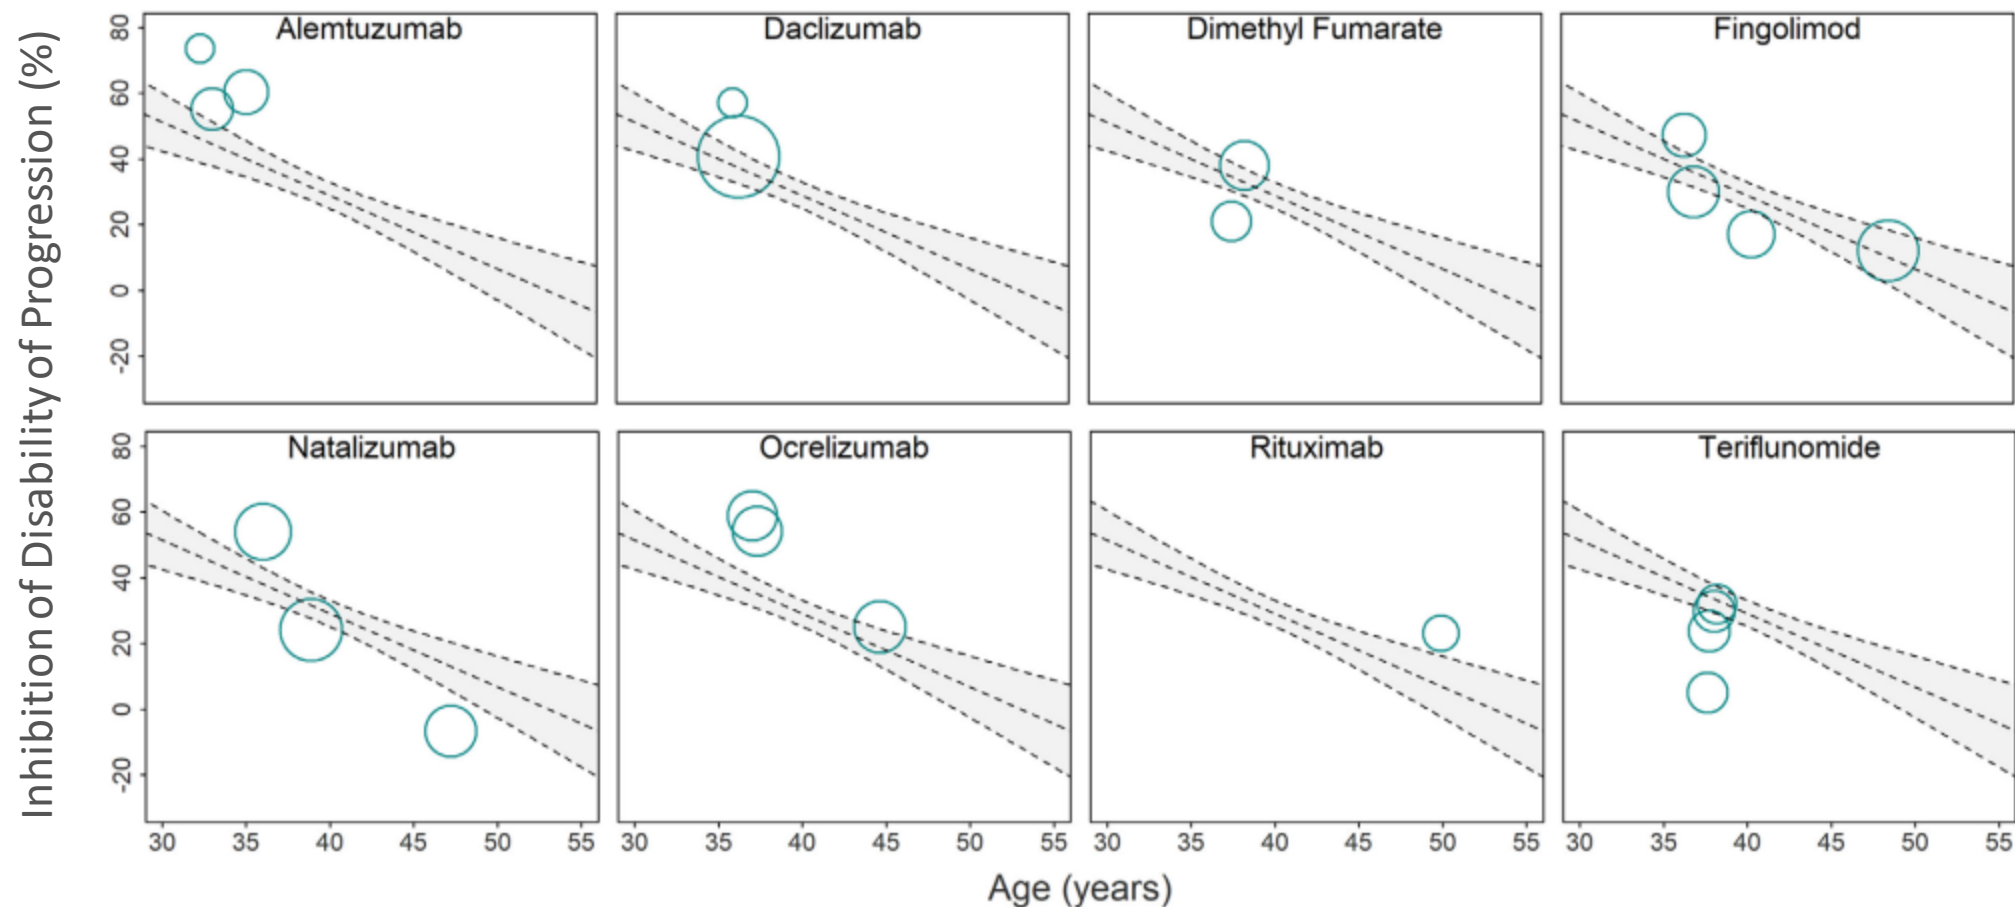 Inhibition of Disability of Progression (%)
Alemtuzumab
Daclizumab
Dimethyl Fumarate
Fingolimod
80
60
40
20
0
-20
Natalizumab
Ocrelizumab
Rituximab
Teriflunomide
80
60
40
20
0
-20
30 35 40 45 50 55
30 35 40 45 50 55
30 35 40 45 50 55
30 35 40 45 50 55
Age (years)